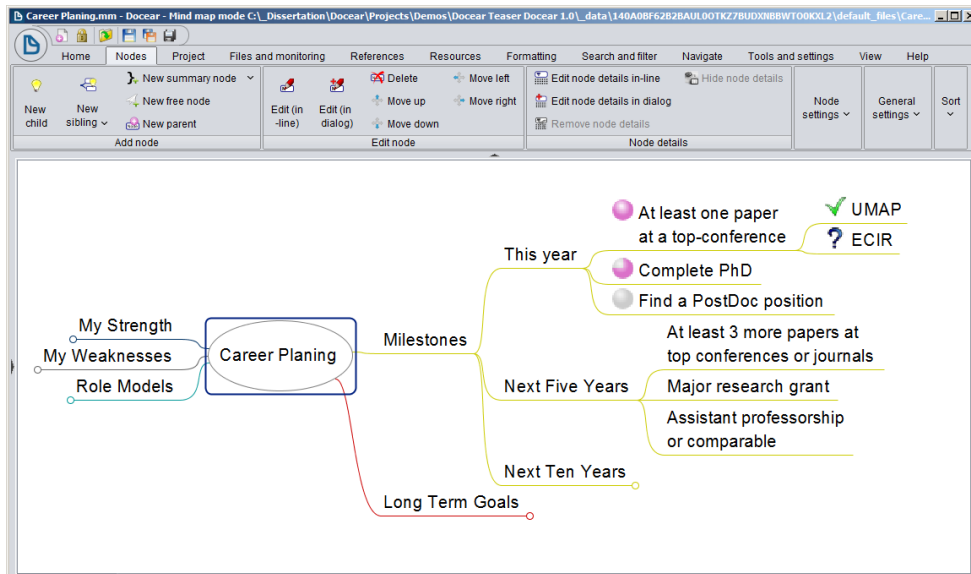 Career Planing.mm - Docear - Mind map mode C:\_Dissertation\Docear\Projects\Demos\Docear Teaser Docear 1.0\_data\140A0BF62B2BAUL0OTKZ7BUDXNBBWTO0KXL2\default_files\Care...
Home Nodes Project Files and monitoring References Resources Formatting Search and filter Navigate Tools and settings View Help
New child
New sibling
New summary node
New free node
New parent
Add node
Edit (in -line)
Edit (in dialog)
Delete
Move up
Move down
Move left
Move right
Edit node
Edit node details in-line
Edit node details in dialog
Remove node details
Hide node details
Node details
Node settings
General settings
Sort
At least one paper
at a top-conference
UMAP
ECIR
This year
Complete PhD
Find a PostDoc position
My Strength
My Weaknesses
Role Models
Career Planing
Milestones
At least 3 more papers at
top conferences or journals
Next Five Years
Major research grant
Assistant professorship
or comparable
Next Ten Years
Long Term Goals